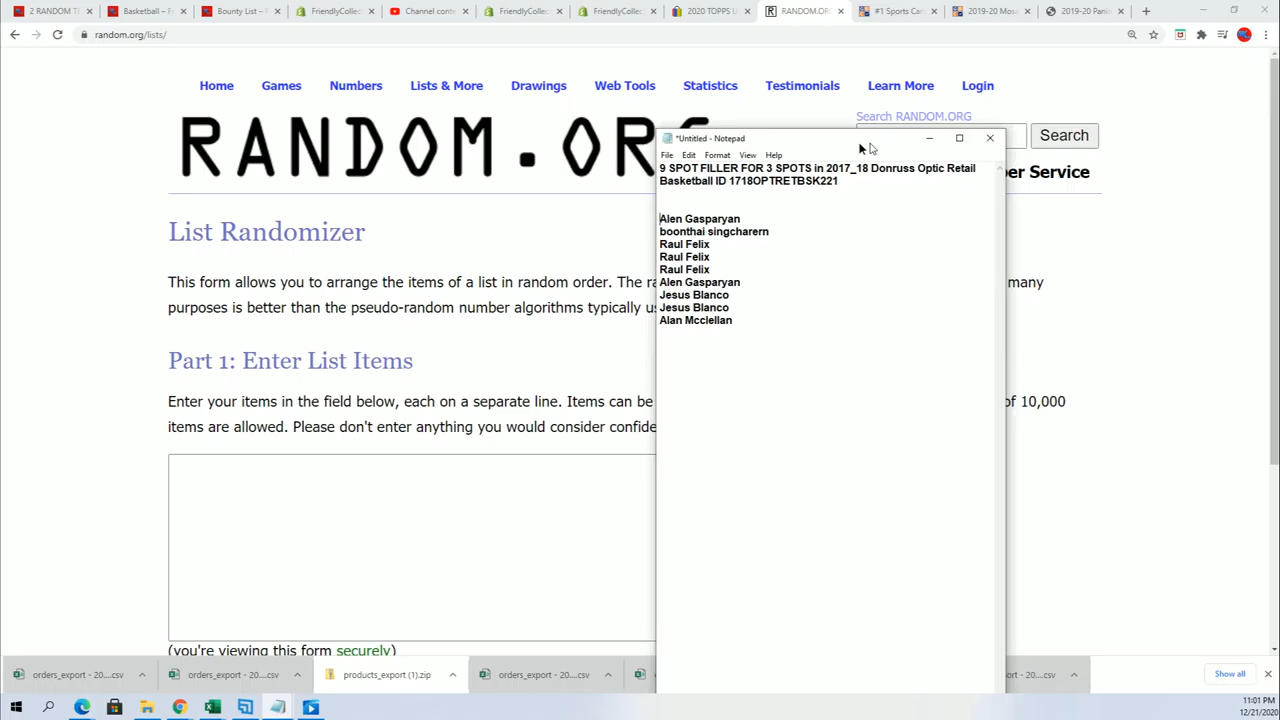 2 RANDOM T
Basketball – F
Bounty List – 
FriendlyCollec
Channel conte
FriendlyCollec
FriendlyCollec
2020 TOPPS U
RANDOM.OR
#1 Sports Car
2019-20 Mosa
2019-20 Panin
random.org/lists/
Home Games Numbers Lists & More Drawings Web Tools Statistics Testimonials Learn More Login
Search RANDOM.ORG
RANDOM.ORG
Search
*Untitled - Notepad
File Edit Format View Help
9 SPOT FILLER FOR 3 SPOTS in 2017_18 Donruss Optic Retail
Basketball ID 1718OPTRETBSK221
per Service
Alen Gasparyan
boonthai singcharern
Raul Felix
Raul Felix
Raul Felix
Alen Gasparyan
Jesus Blanco
Jesus Blanco
Alan Mcclellan
List Randomizer
This form allows you to arrange the items of a list in random order. The ra many
purposes is better than the pseudo-random number algorithms typically us
Part 1: Enter List Items
Enter your items in the field below, each on a separate line. Items can be of 10,000
items are allowed. Please don't enter anything you would consider confide
(you're viewing this form securely)
orders_export - 20....csv
orders_export - 20....csv
products_export (1).zip
orders_export - 20....csv
ort - 20....csv
Show all
11:01 PM
12/21/2020